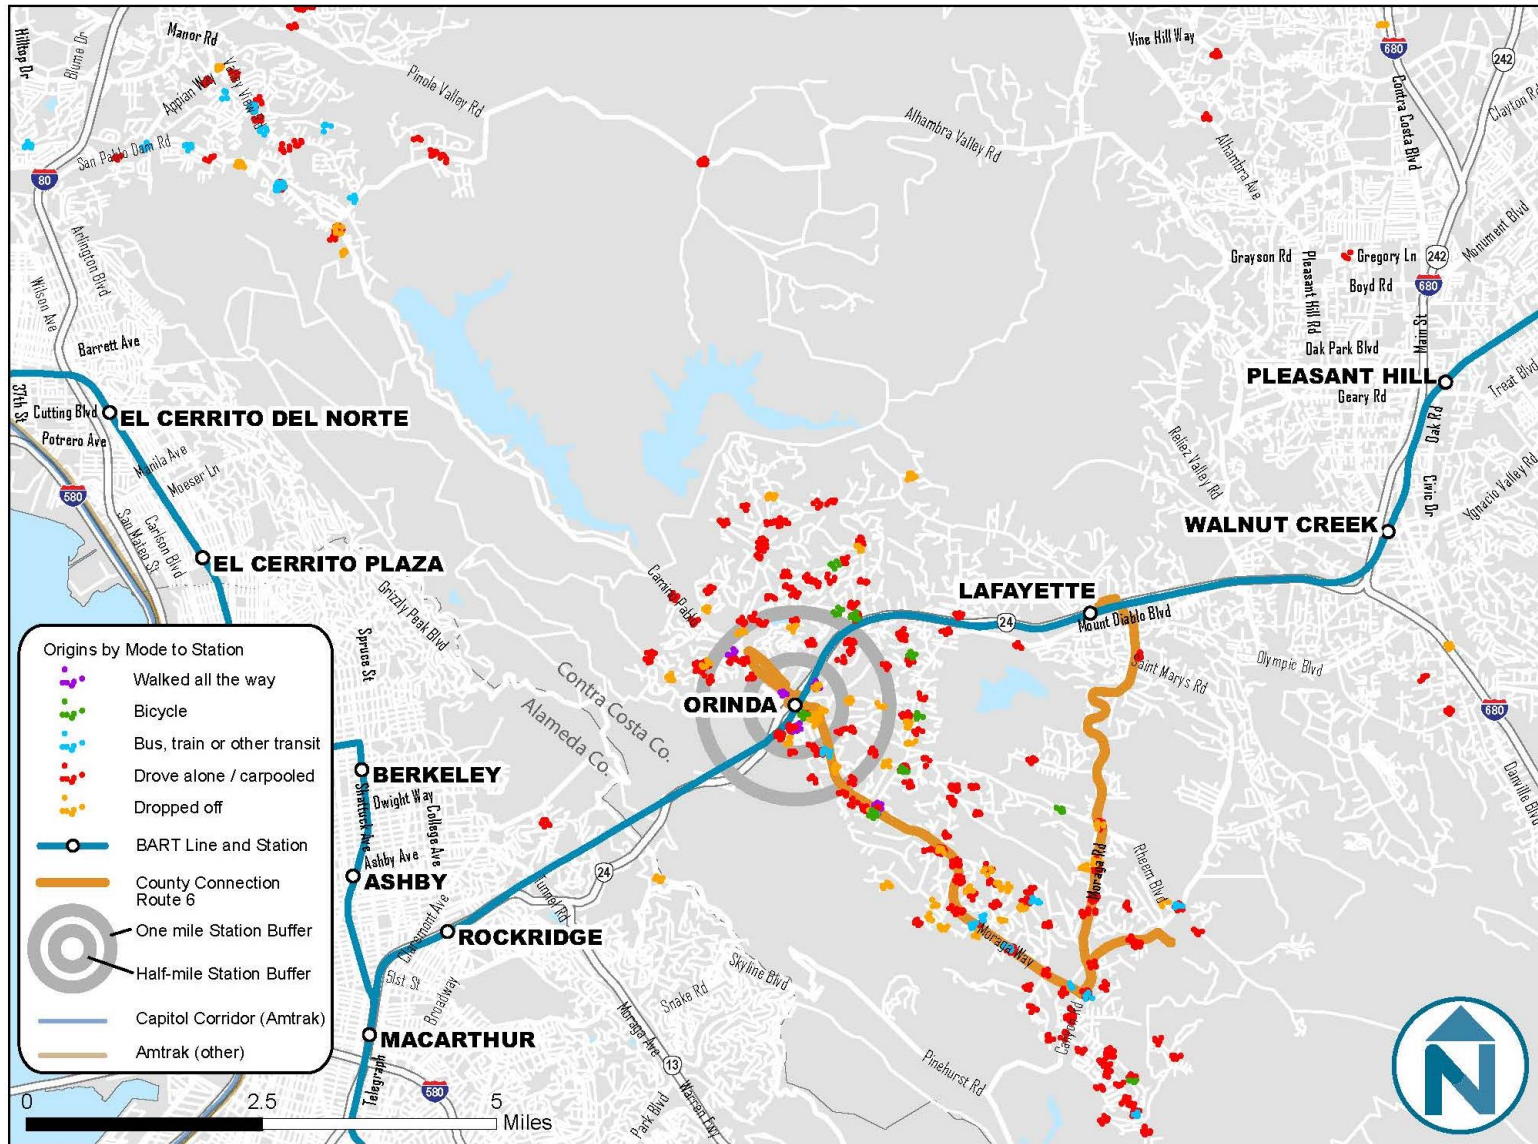 Hilltop Dr
Blume Dr
Manor Rd
Appian Way
Valley View Rd
Pinole Valley Rd
San Pablo Dam Rd
80
Vine Hill Way
680
242
Contra Costa Blvd
Clayton Rd
Alhambra Valley Rd
Alhambra Ave
Monument Blvd
Arlington Blvd
Wilson Ave
Grayson Rd
Pleasant Hill Rd
Gregory Ln
242
Boyd Rd
680
Main St
Oak Park Blvd
Barrett Ave
PLEASANT HILL
Treat Blvd
Geary Rd
37th St
Cutting Blvd
EL CERRITO DEL NORTE
Potrero Ave
Manila Ave
Moeser Ln
Oak Rd
Reliez Valley Rd
Civic Dr
Ygnacio Valley Rd
580
San Mateo St
Carlson Blvd
WALNUT CREEK
EL CERRITO PLAZA
Grizzly Peak Blvd
Camino Pablo
LAFAYETTE
24
Mount Diablo Blvd
Saint Marys Rd
Olympic Blvd
680
Danville Blvd
Spruce St
Contra Costa Co.
Alameda Co.
ORINDA
Origins by Mode to Station
Walked all the way
Bicycle
Bus, train or other transit
Drove alone / carpooled
Dropped off
BART Line and Station
County Connection
Route 6
One mile Station Buffer
Half-mile Station Buffer
Capitol Corridor (Amtrak)
Amtrak (other)
BERKELEY
Shattuck Ave
Dwight Way
College Ave
Ashby Ave
ASHBY
24
Tunnel Rd
Claremont Ave
ROCKRIDGE
51st St
Broadway
Skyline Blvd
Snake Rd
Moraga Ave
MACARTHUR
Telegraph
580
13
Park Blvd
Warren Fwy
Pinehurst Rd
Moraga Way
Moraga Rd
Rheem Blvd
Canyon Rd
0
2.5
5
Miles
N